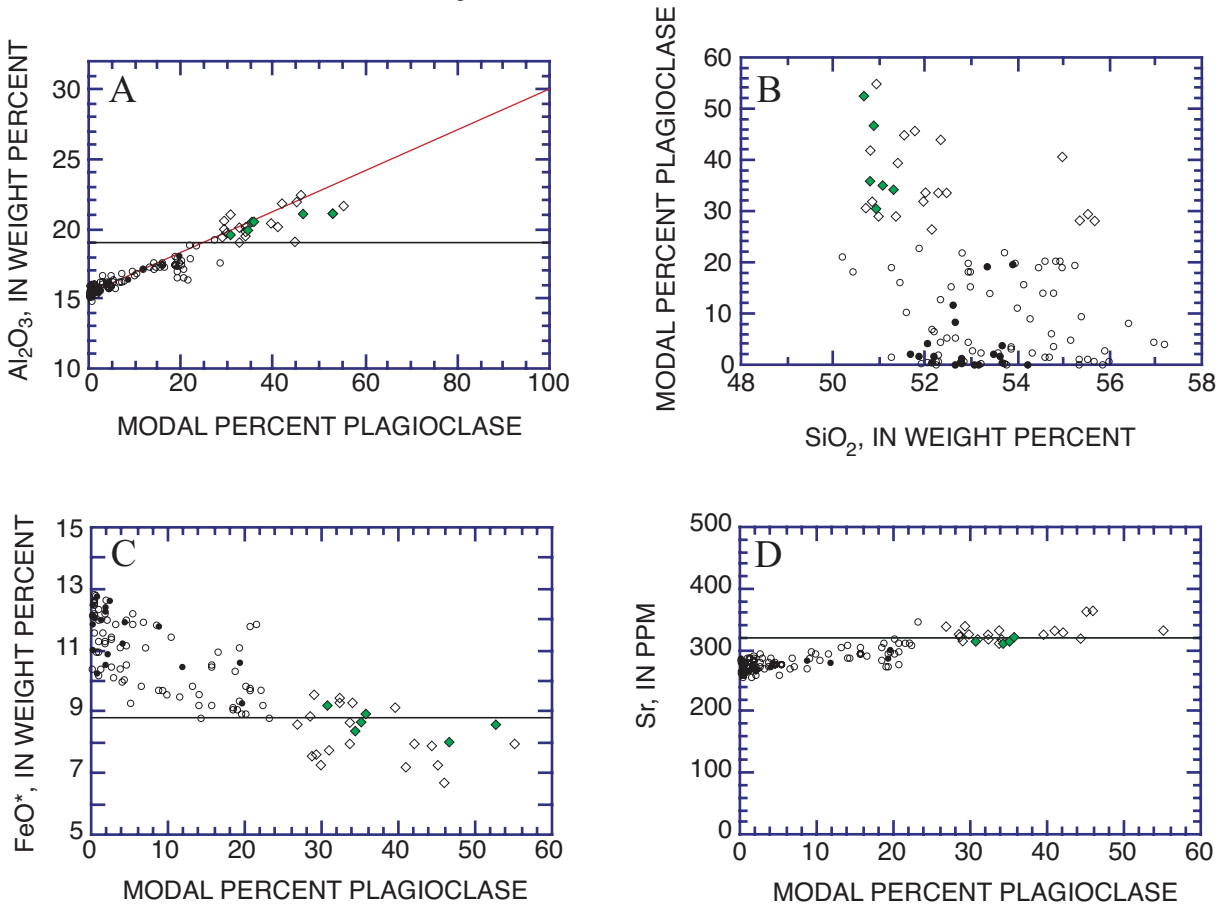 A
Al₂O₃, IN WEIGHT PERCENT
30
25
20
15
10
0 20 40 60 80 100
MODAL PERCENT PLAGIOCLASE
B
MODAL PERCENT PLAGIOCLASE
60
50
40
30
20
10
0
48 50 52 54 56 58
SiO₂, IN WEIGHT PERCENT
C
FeO*, IN WEIGHT PERCENT
15
13
11
9
7
5
0 10 20 30 40 50 60
MODAL PERCENT PLAGIOCLASE
D
Sr, IN PPM
500
400
300
200
100
0
0 10 20 30 40 50 60
MODAL PERCENT PLAGIOCLASE